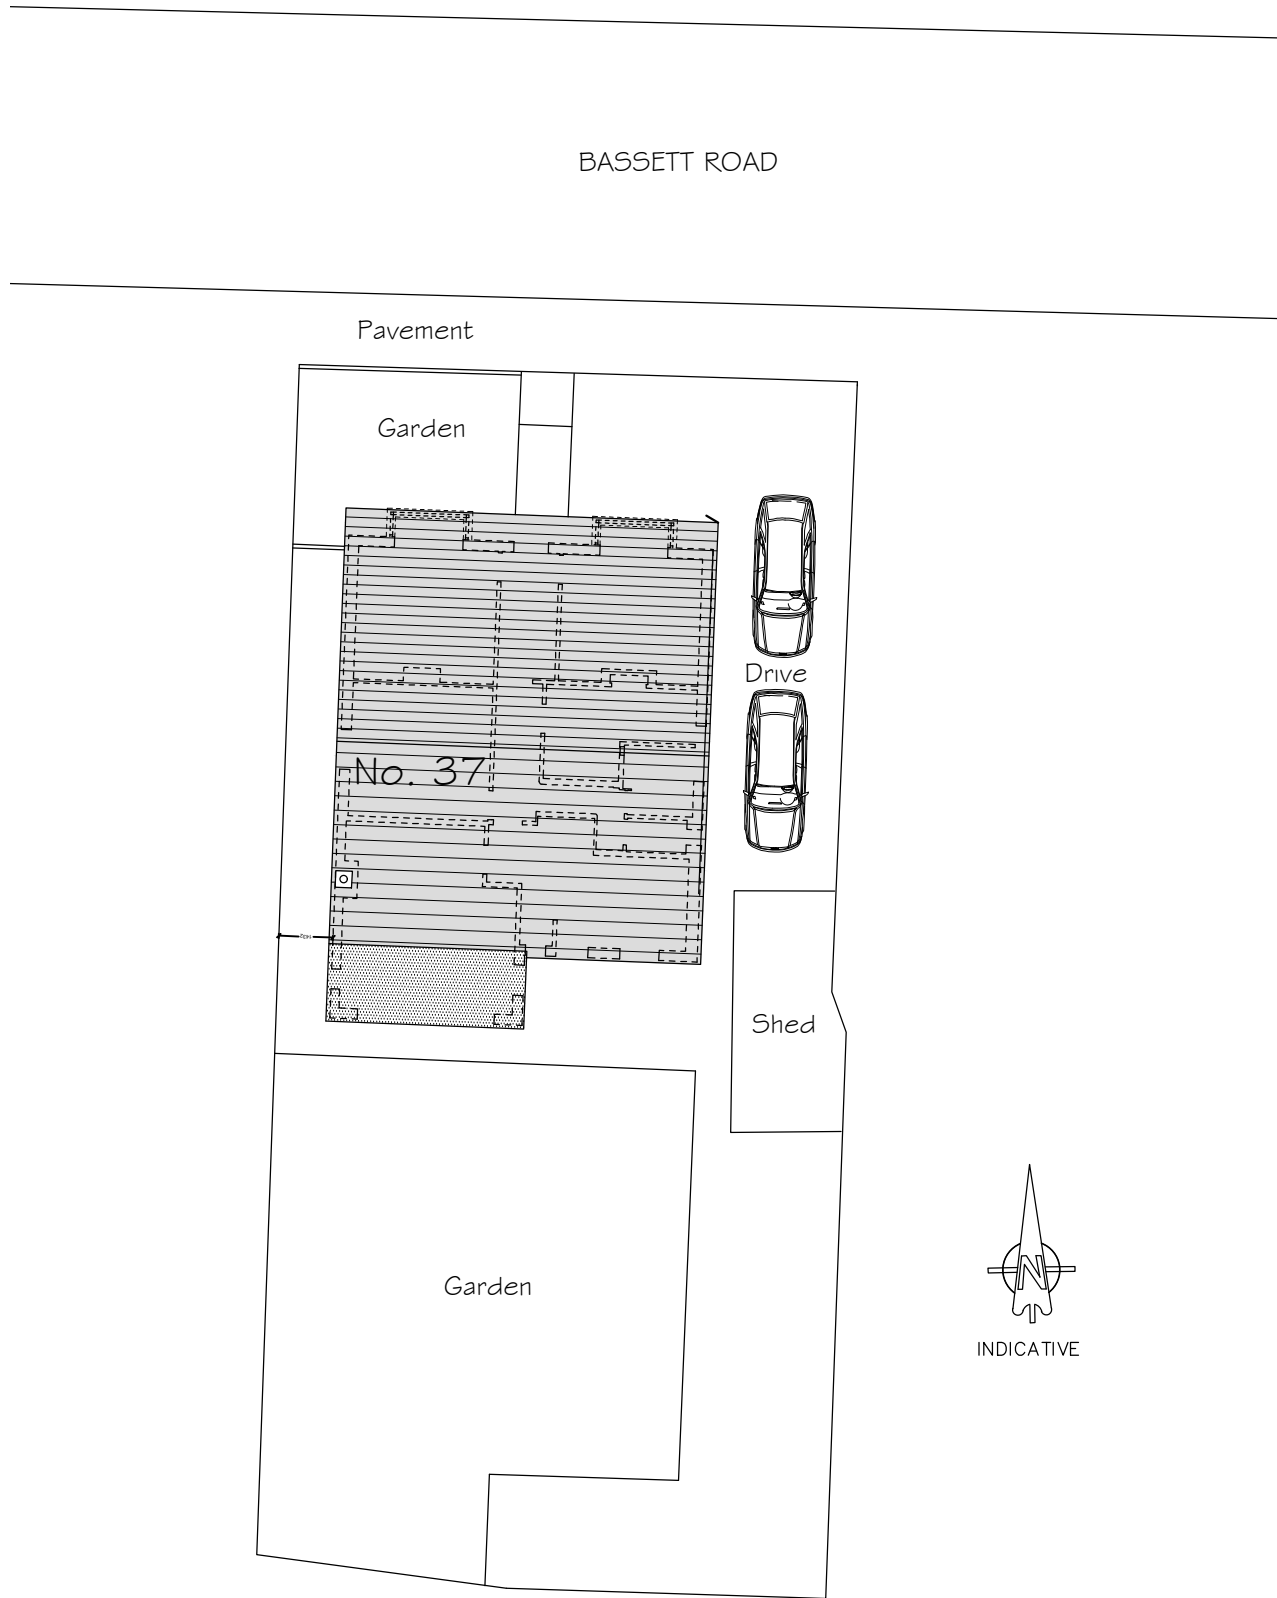 BASSETT ROAD
Pavement
Garden
Drive
No. 37
Shed
Garden
N
INDICATIVE